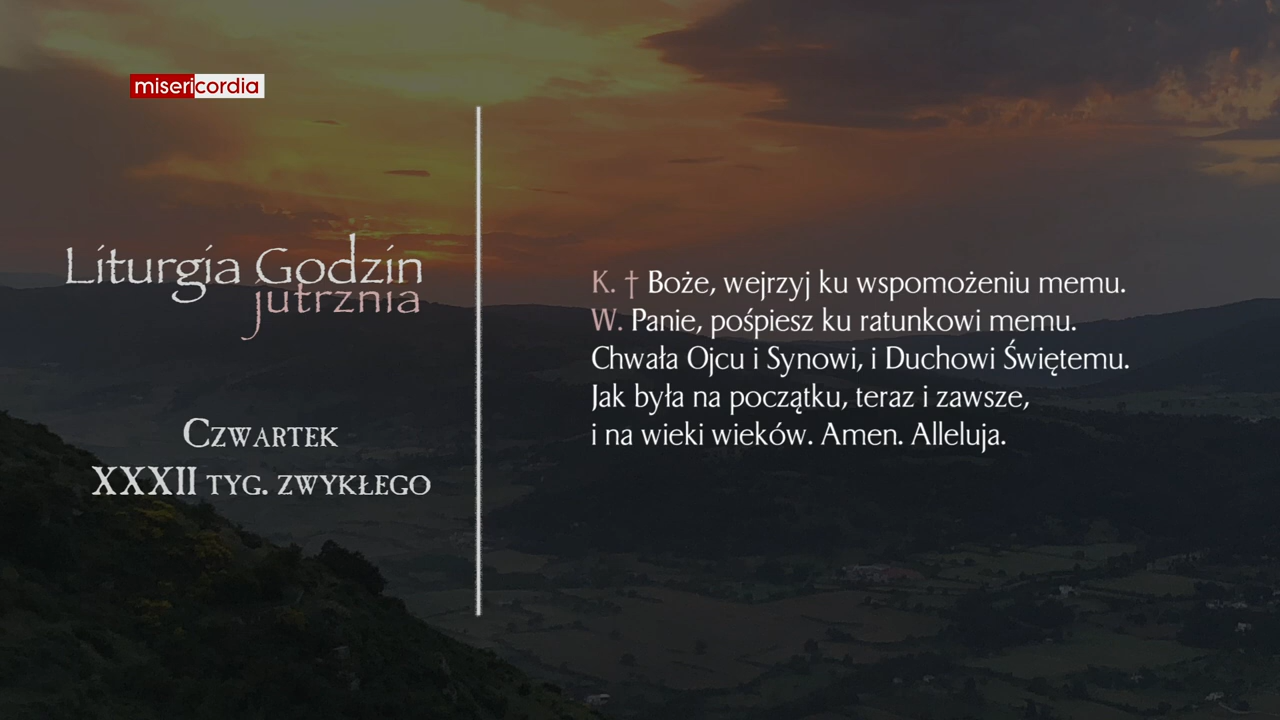 misericordia
Liturgia Godzin
jutrznia
Czwartek
XXXII tyg. zwykłego
K. † Boże, wejrzyj ku wspomożeniu memu.
W. Panie, pośpiesz ku ratunkowi memu.
Chwała Ojcu i Synowi, i Duchowi Świętemu.
Jak była na początku, teraz i zawsze,
i na wieki wieków. Amen. Alleluja.